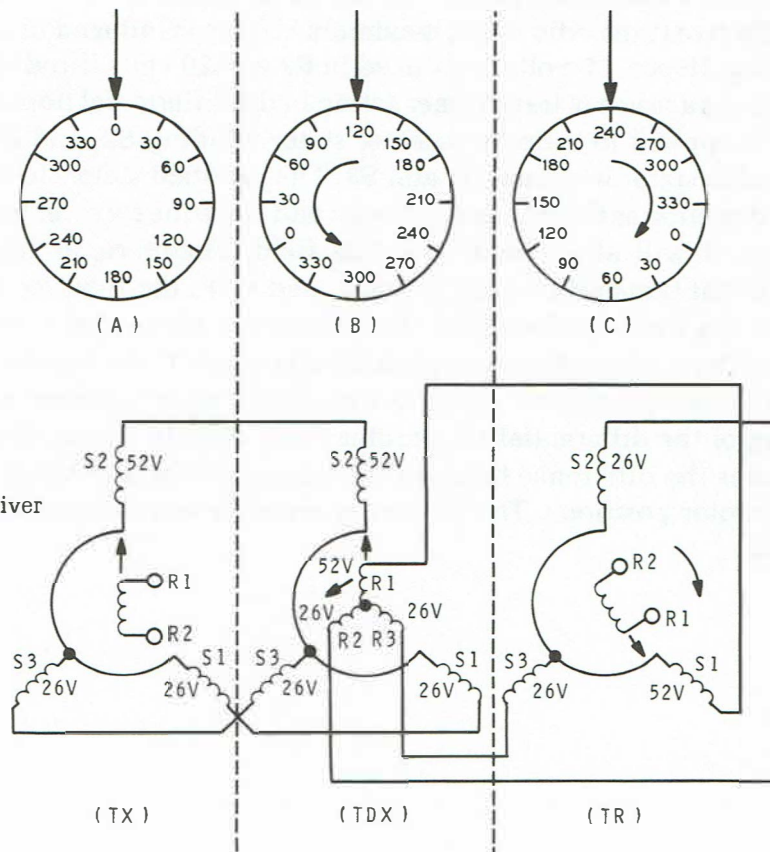 0
330 30
300 60
270 90
240 120
210 150
180
(A)
120
90 150
60 180
30 210
0 240
330 270
300
(B)
240
210 270
180 300
150 330
120 0
90 30
60
(C)
iver
S2 52V
R1
R2
S3 S1
26V 26V
(TX)
S2 52V
52V
R1
26V 26V
R2 R3
S3 S1
26V 26V
(TDX)
S2 26V
R2
R1
S3 S1
26V 52V
(TR)